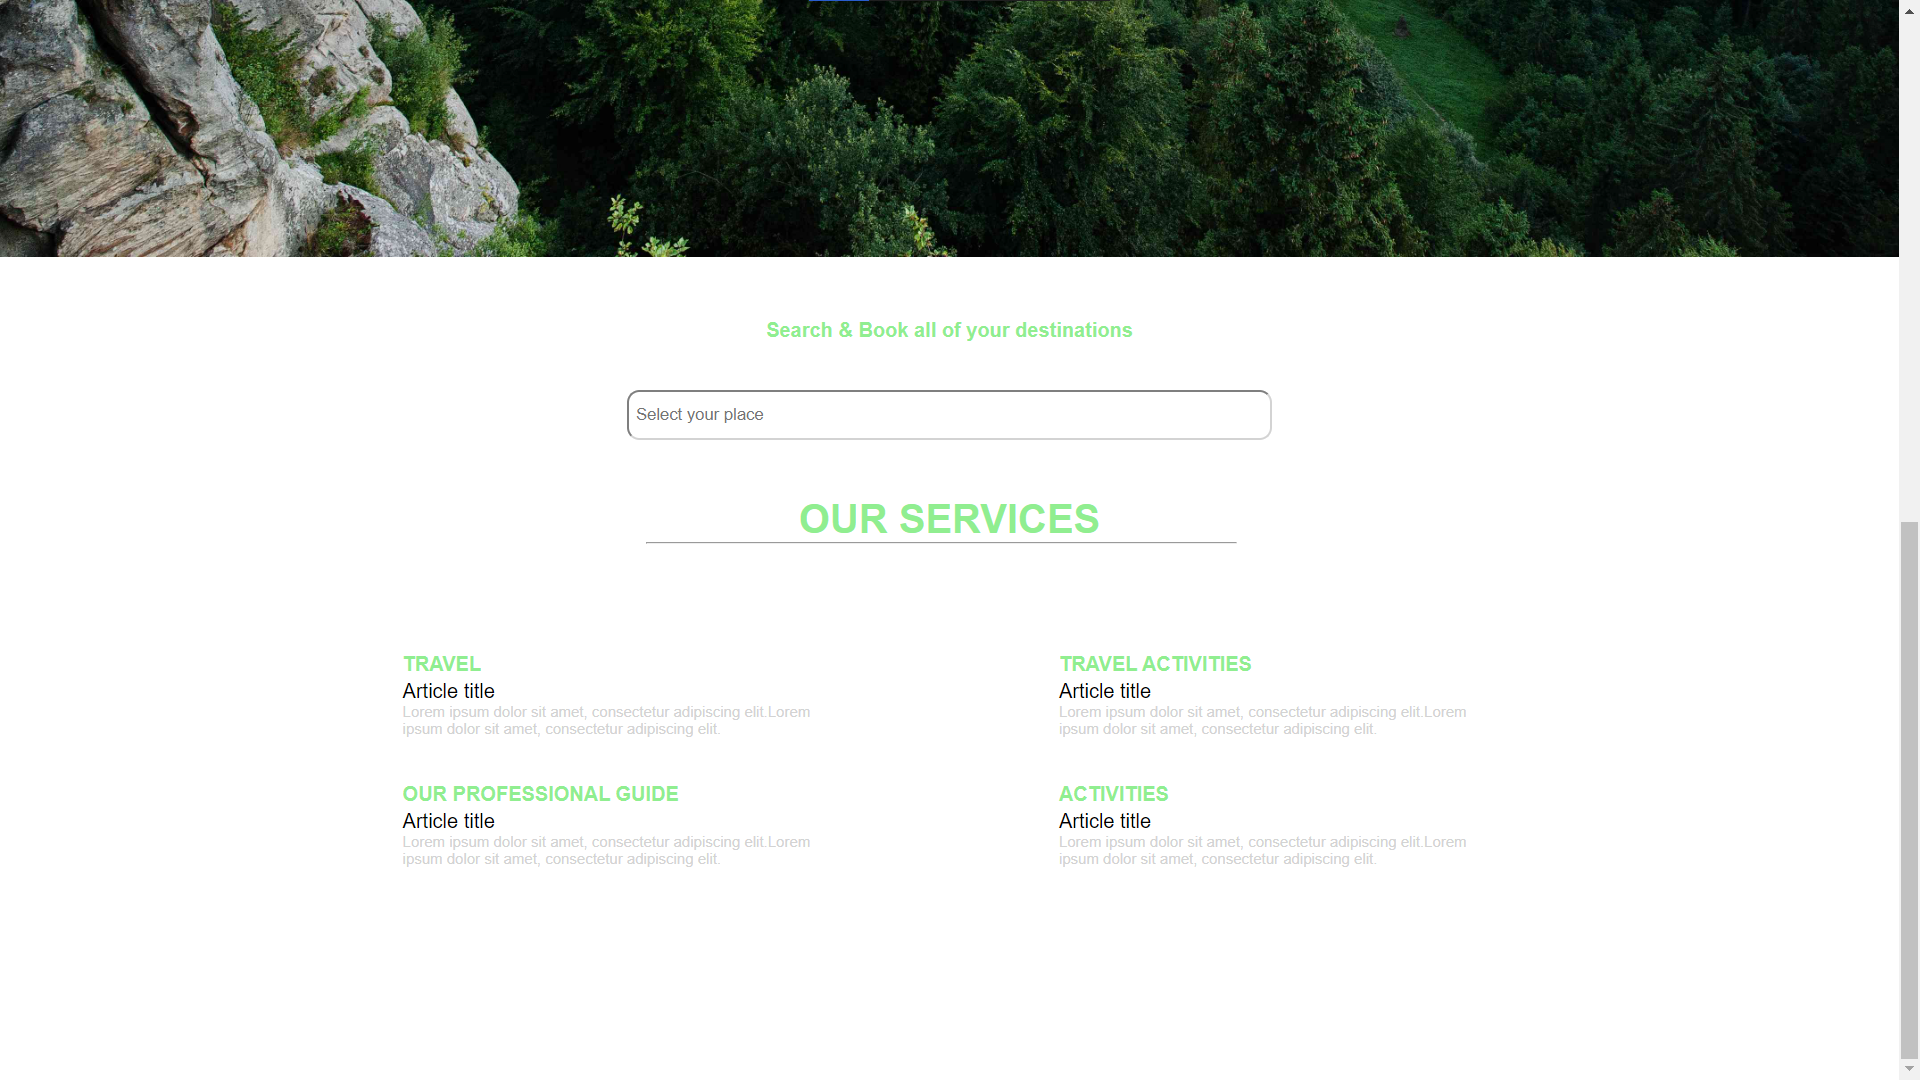 Search & Book all of your destinations
Select your place
OUR SERVICES
TRAVEL
Article title
Lorem ipsum dolor sit amet, consectetur adipiscing elit.Lorem
ipsum dolor sit amet, consectetur adipiscing elit.
TRAVEL ACTIVITIES
Article title
Lorem ipsum dolor sit amet, consectetur adipiscing elit.Lorem
ipsum dolor sit amet, consectetur adipiscing elit.
OUR PROFESSIONAL GUIDE
Article title
Lorem ipsum dolor sit amet, consectetur adipiscing elit.Lorem
ipsum dolor sit amet, consectetur adipiscing elit.
ACTIVITIES
Article title
Lorem ipsum dolor sit amet, consectetur adipiscing elit.Lorem
ipsum dolor sit amet, consectetur adipiscing elit.